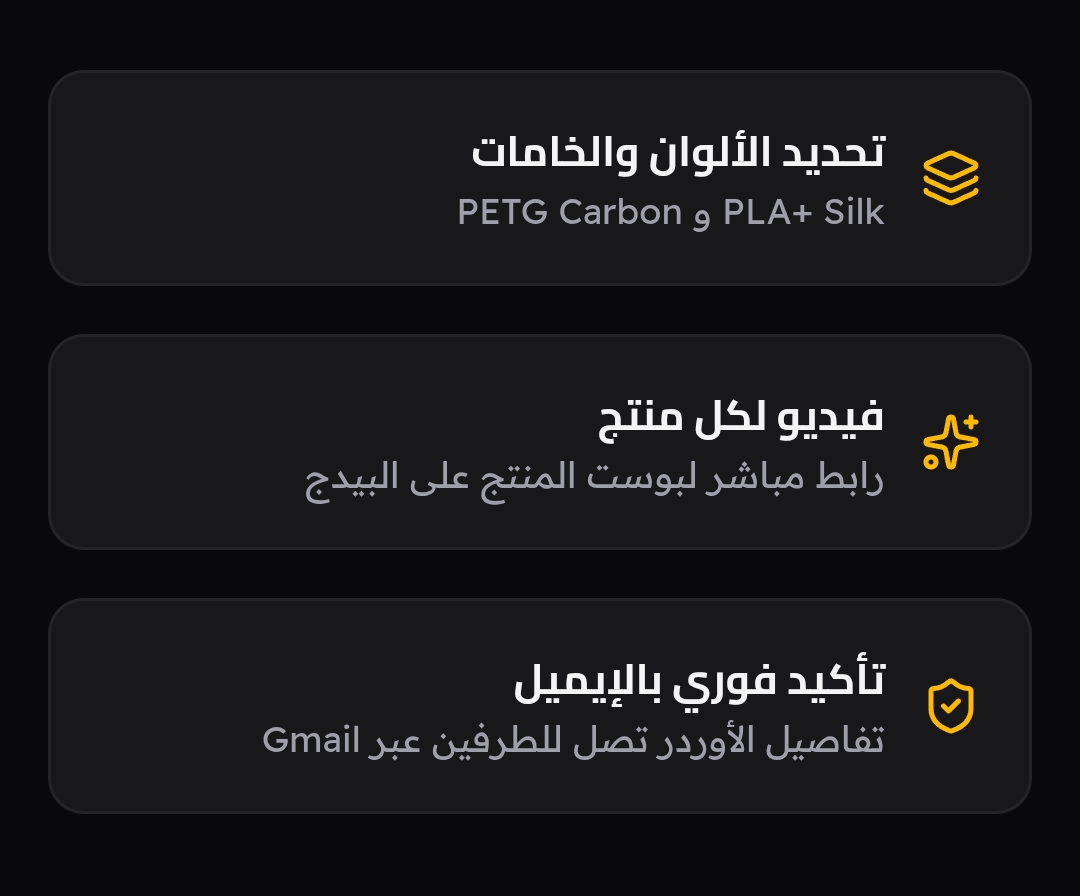 تحديد الألوان والخامات
PLA+ Silk و PETG Carbon
فيديو لكل منتج
رابط مباشر لبوست المنتج على البيدج
تأكيد فوري بالإيميل
تفاصيل الأوردر تصل للطرفين عبر Gmail